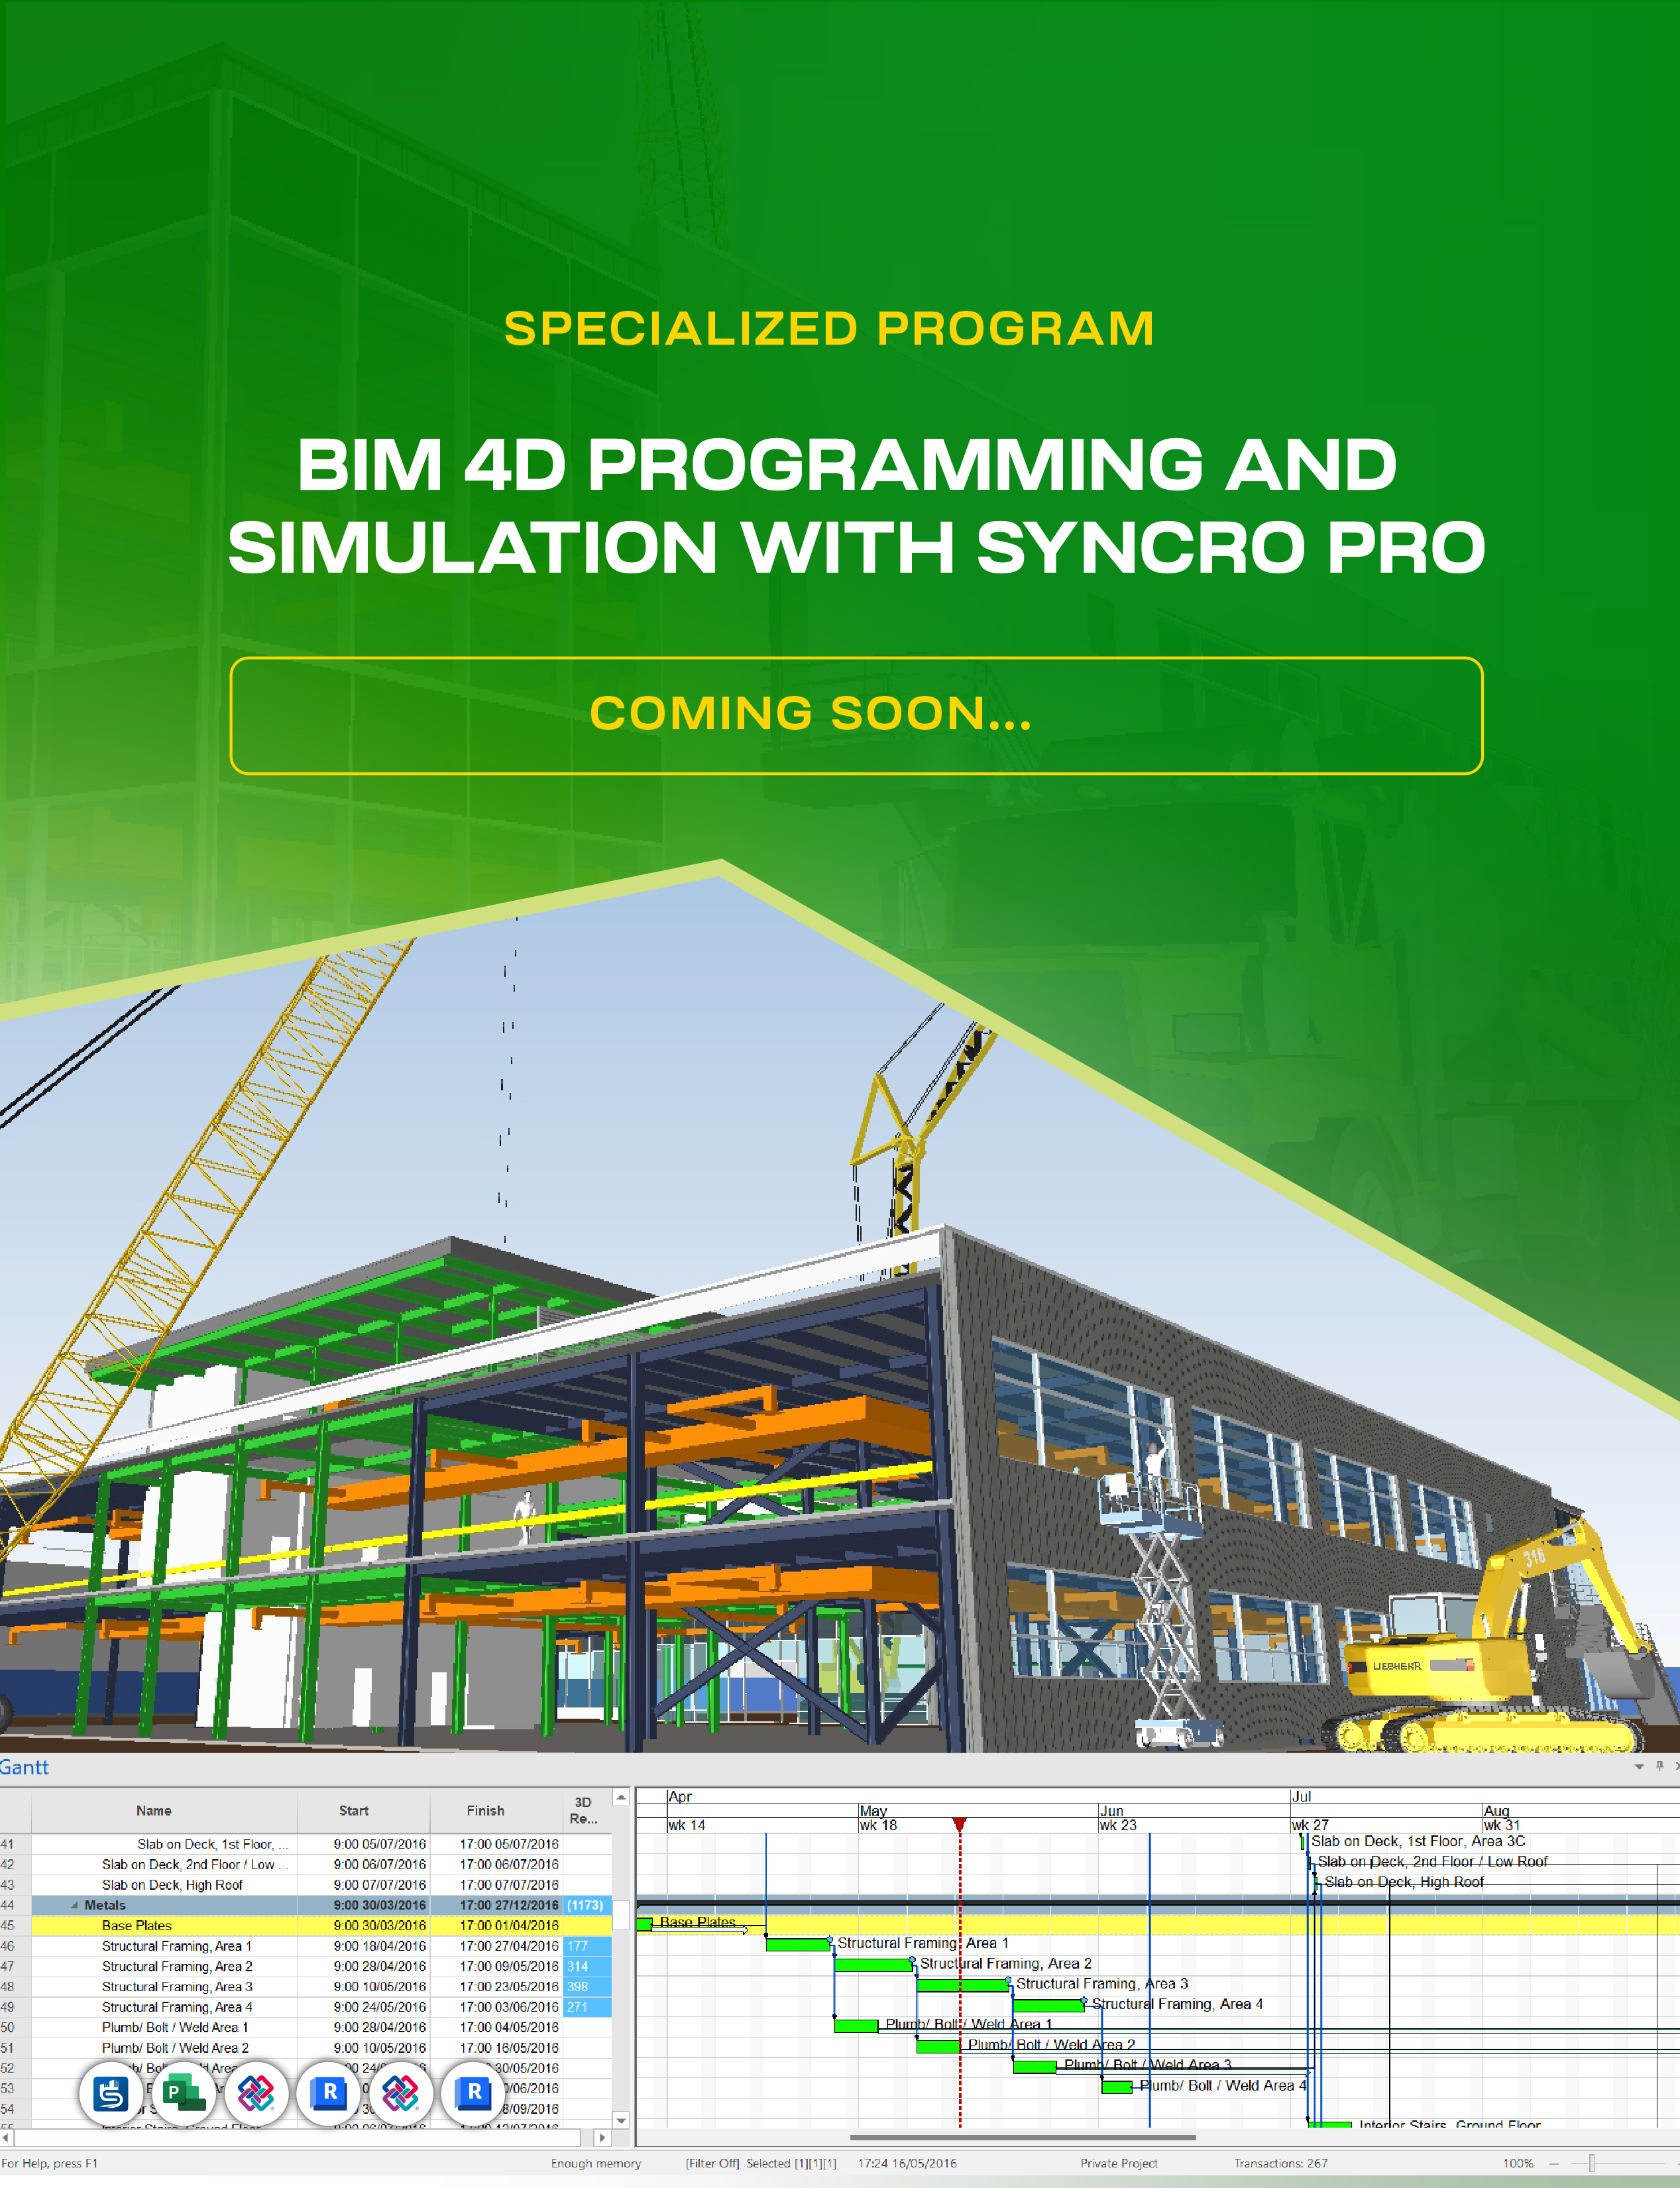 SPECIALIZED PROGRAM
BIM 4D PROGRAMMING AND
SIMULATION WITH SYNCRO PRO
COMING SOON...
316
LIEBHERR
Gantt
Name Start Finish 3D Re...
41 Slab on Deck, 1st Floor, ... 9:00 05/07/2016 17:00 05/07/2016
42 Slab on Deck, 2nd Floor / Low ... 9:00 06/07/2016 17:00 06/07/2016
43 Slab on Deck, High Roof 9:00 07/07/2016 17:00 07/07/2016
44 Metals 9:00 30/03/2016 17:00 27/12/2016 (1173)
45 Base Plates 9:00 30/03/2016 17:00 01/04/2016
46 Structural Framing, Area 1 9:00 18/04/2016 17:00 27/04/2016 177
47 Structural Framing, Area 2 9:00 28/04/2016 17:00 09/05/2016 314
48 Structural Framing, Area 3 9:00 10/05/2016 17:00 23/05/2016 398
49 Structural Framing, Area 4 9:00 24/05/2016 17:00 03/06/2016 271
50 Plumb/ Bolt / Weld Area 1 9:00 28/04/2016 17:00 04/05/2016
51 Plumb/ Bolt / Weld Area 2 9:00 10/05/2016 17:00 16/05/2016
52 30/05/2016
53 /06/2016
54 8/09/2016
P R R
Apr Jul
May Jun Aug
wk 14 wk 18 wk 23 wk 27 wk 31
Slab on Deck, 1st Floor, Area 3C
Slab on Deck, 2nd Floor / Low Roof
Slab on Deck, High Roof
Base Plates
Structural Framing, Area 1
Structural Framing, Area 2
Structural Framing, Area 3
Structural Framing, Area 4
Plumb/ Bolt / Weld Area 1
Plumb/ Bolt / Weld Area 2
Plumb/ Bolt / Weld Area 3
Plumb/ Bolt / Weld Area 4
Interior Stairs, Ground Floor
For Help, press F1 Enough memory [Filter Off] Selected [1][1][1] 17:24 16/05/2016 Private Project Transactions: 267 100%